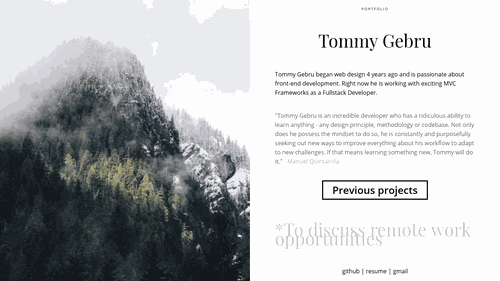 PORTFOLIO
Tommy Gebru
Tommy Gebru began web design 4 years ago and is passionate about
front-end development. Right now he is working with exciting MVC
Frameworks as a Fullstack Developer.
"Tommy Gebru is an incredible developer who has a ridiculous ability to
learn anything - any design principle, methodology or codebase. Not only
does he possess the mindset to do so, he is constantly and purposefully
seeking out new ways to improve everything about his workflow to adapt
to new challenges. If that means learning something new, Tommy will do
it." Manuel Quintanilla
Previous projects
*To discuss remote work
opportunities
github | resume | gmail